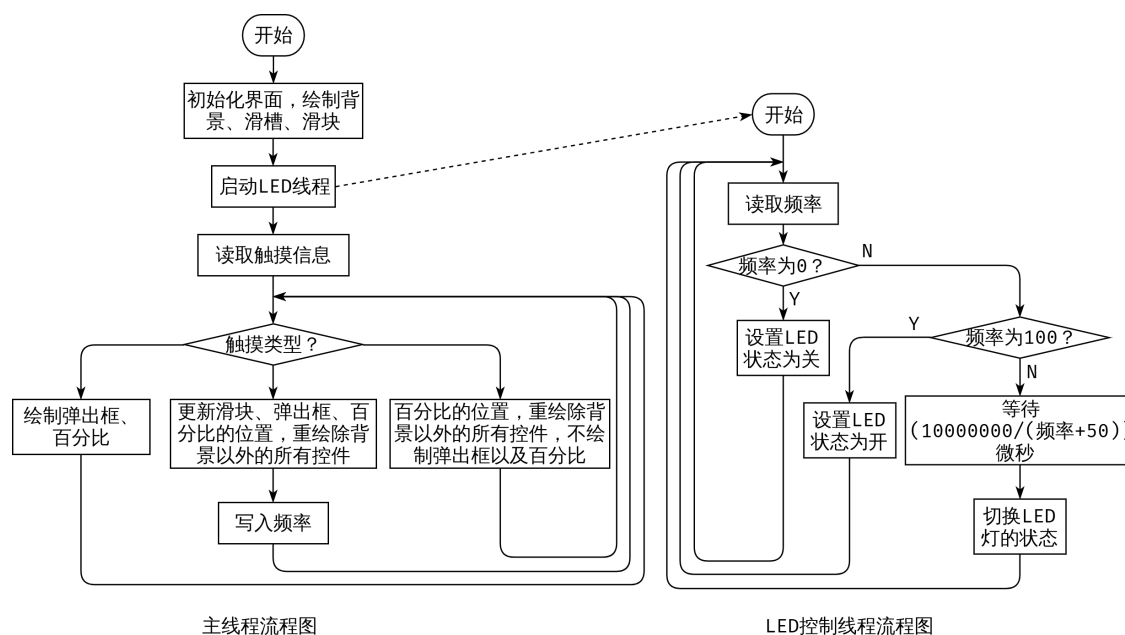 开始
初始化界面，绘制背
景、滑槽、滑块
启动LED线程
读取触摸信息
触摸类型？
绘制弹出框、
百分比
更新滑块、弹出框、百
分比的位置，重绘除背
景以外的所有控件
百分比的位置，重绘除背
景以外的所有控件，不绘
制弹出框以及百分比
写入频率
主线程流程图
开始
读取频率
频率为0？
N
Y
设置LED
状态为关
频率为100？
Y
N
设置LED
状态为开
等待
(10000000/(频率+50))
微秒
切换LED
灯的状态
LED控制线程流程图